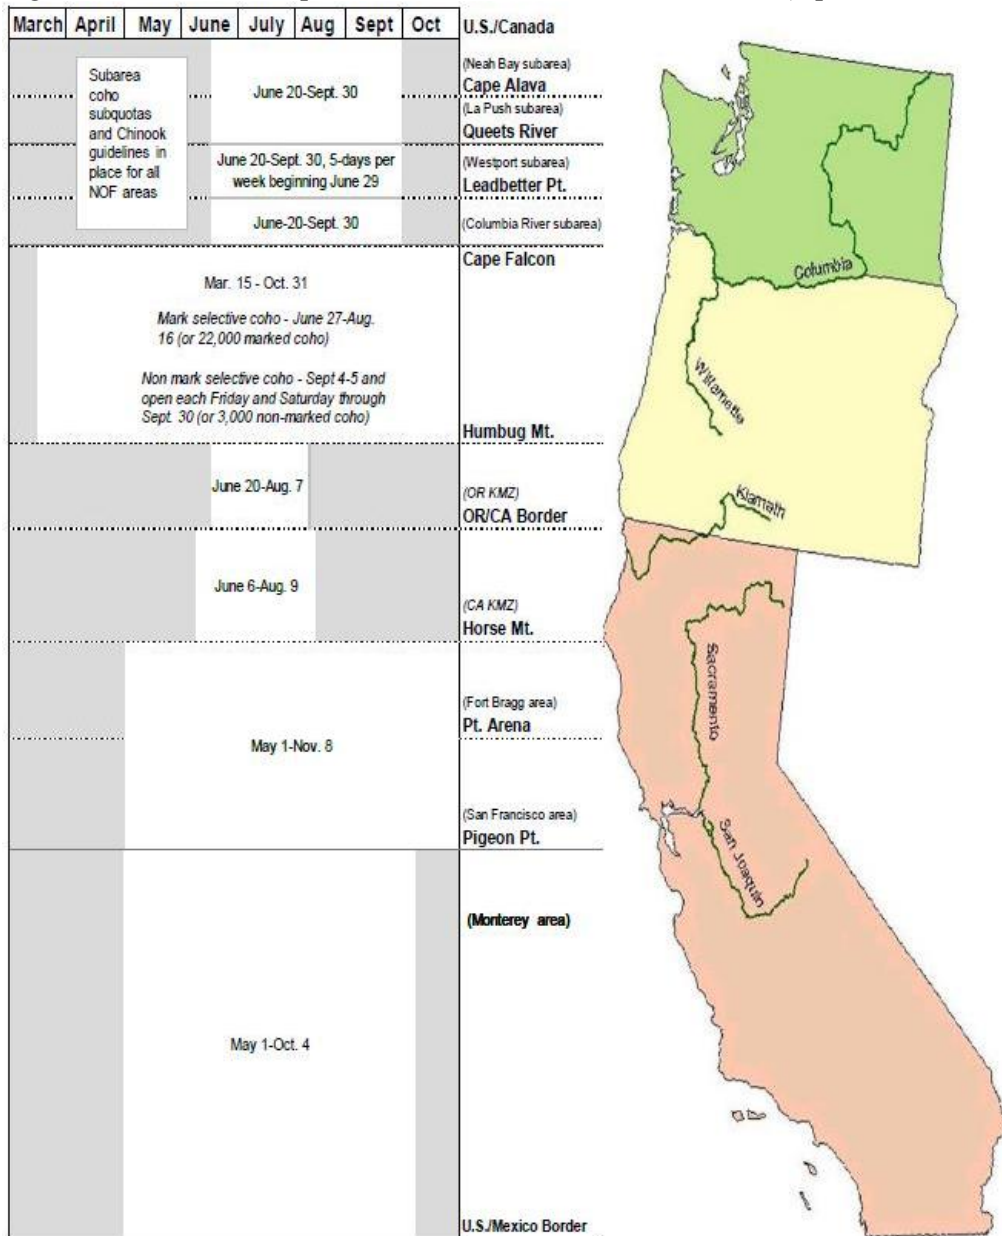 March April May June July Aug Sept Oct
U.S./Canada
Subarea
coho
subquotas
and Chinook
guidelines in
place for all
NOF areas
June 20-Sept. 30
(Neah Bay subarea)
Cape Alava
(La Push subarea)
Queets River
June 20-Sept. 30, 5-days per
week beginning June 29
(Westport subarea)
Leadbetter Pt.
June-20-Sept. 30
(Columbia River subarea)
Cape Falcon
Mar. 15 - Oct. 31
Mark selective coho - June 27-Aug.
16 (or 22,000 marked coho)
Non mark selective coho - Sept 4-5 and
open each Friday and Saturday through
Sept. 30 (or 3,000 non-marked coho)
Humbug Mt.
June 20-Aug. 7
(OR KMZ)
OR/CA Border
June 6-Aug. 9
(CA KMZ)
Horse Mt.
(Fort Bragg area)
Pt. Arena
May 1-Nov. 8
(San Francisco area)
Pigeon Pt.
(Monterey area)
May 1-Oct. 4
U.S./Mexico Border
Columbia
Willamette
Klamath
Sacramento
San Joaquin